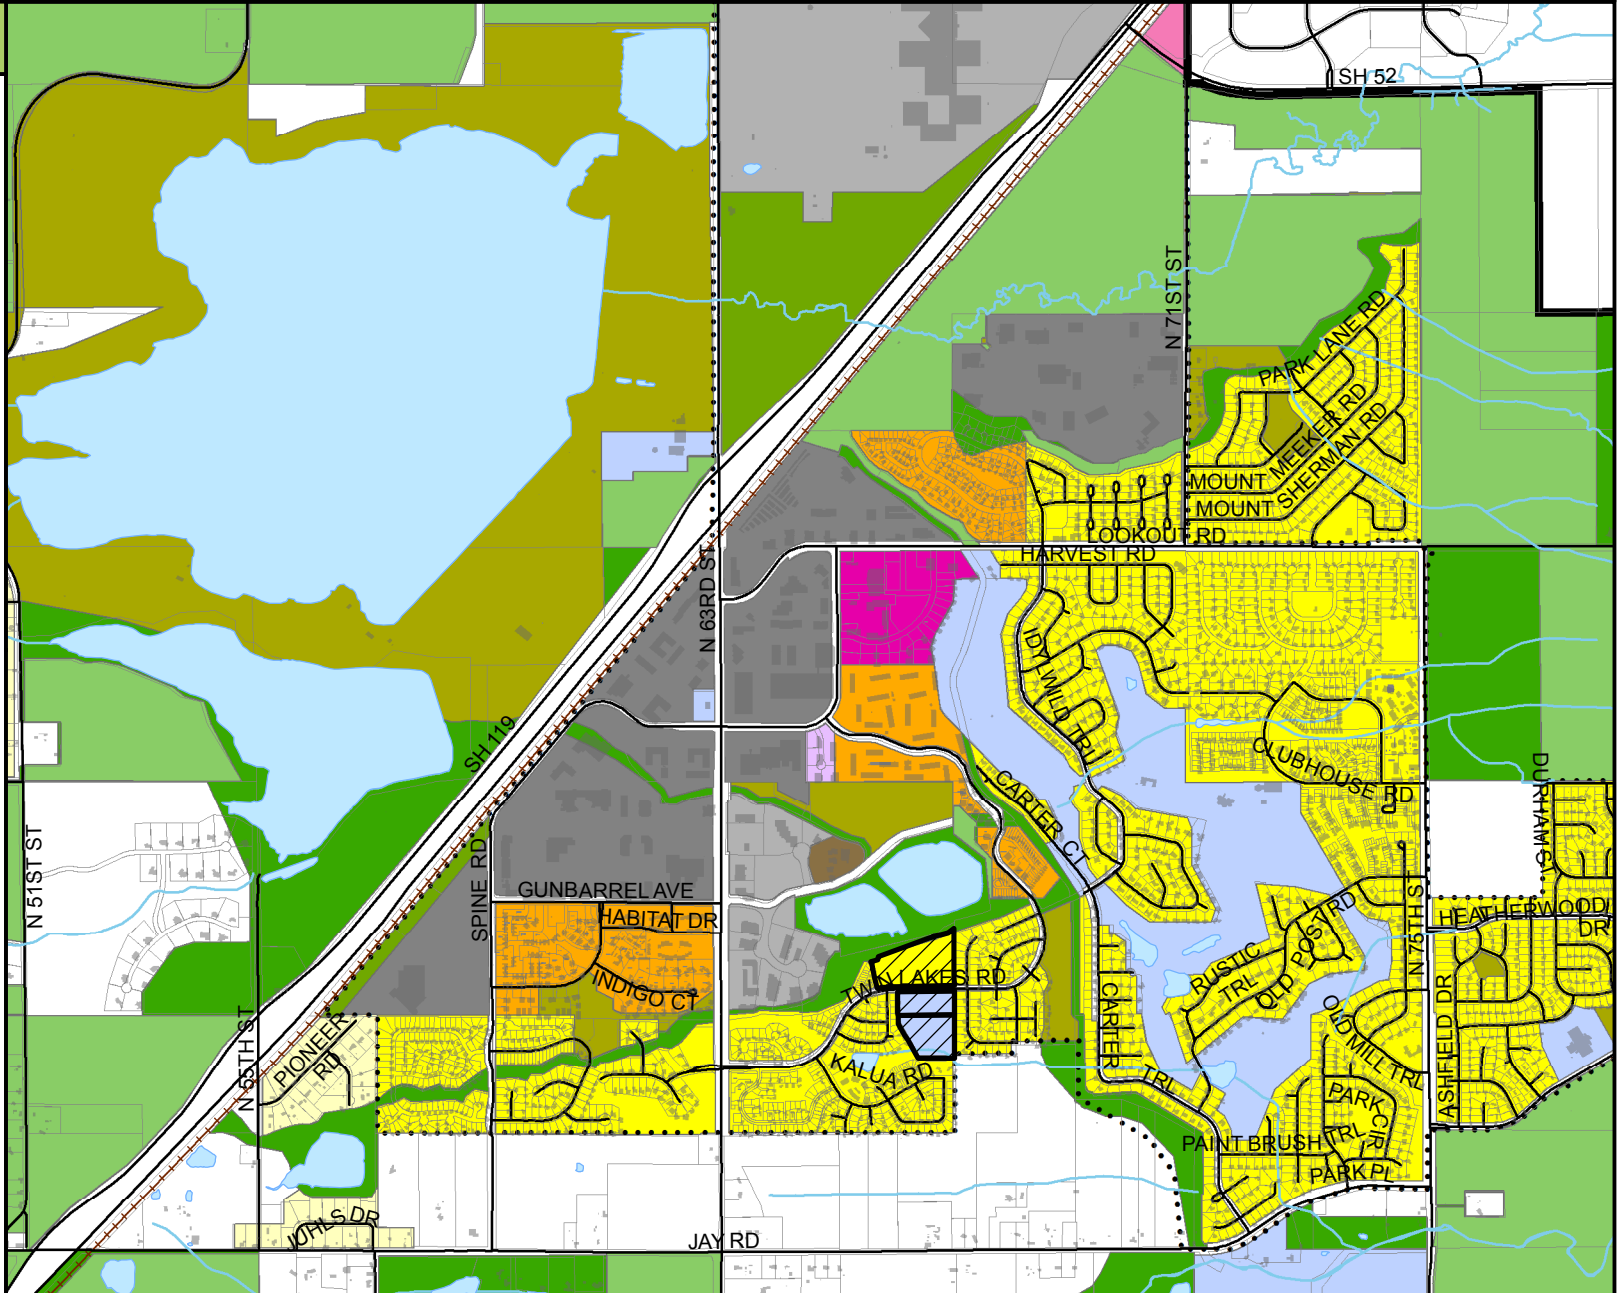 SH 52
N 71ST ST
PARK LANE RD
MEEKER RD
MOUNT
SHERMAN RD
MOUNT
LOOKOUT RD
HARVEST RD
N 63RD ST
IDYLWILD TRL
SH 119
CLUBHOUSE RD
DURHAM ST
CARTER CT
N 51ST ST
SPINE RD
GUNBARREL AVE
HABITAT DR
INDIGO CT
HEATHERWOOD
DR
N 75TH S
OLD POST RD
RUSTIC
TRL
TWIN LAKES RD
CARTER
TRL
OLD MILL TRL
ASHFIELD DR
N 55TH ST
PIONEER
RD
KALUA RD
PARK
CIR
PAINT BRUSH TRL
PARK PL
JUHLS DR
JAY RD